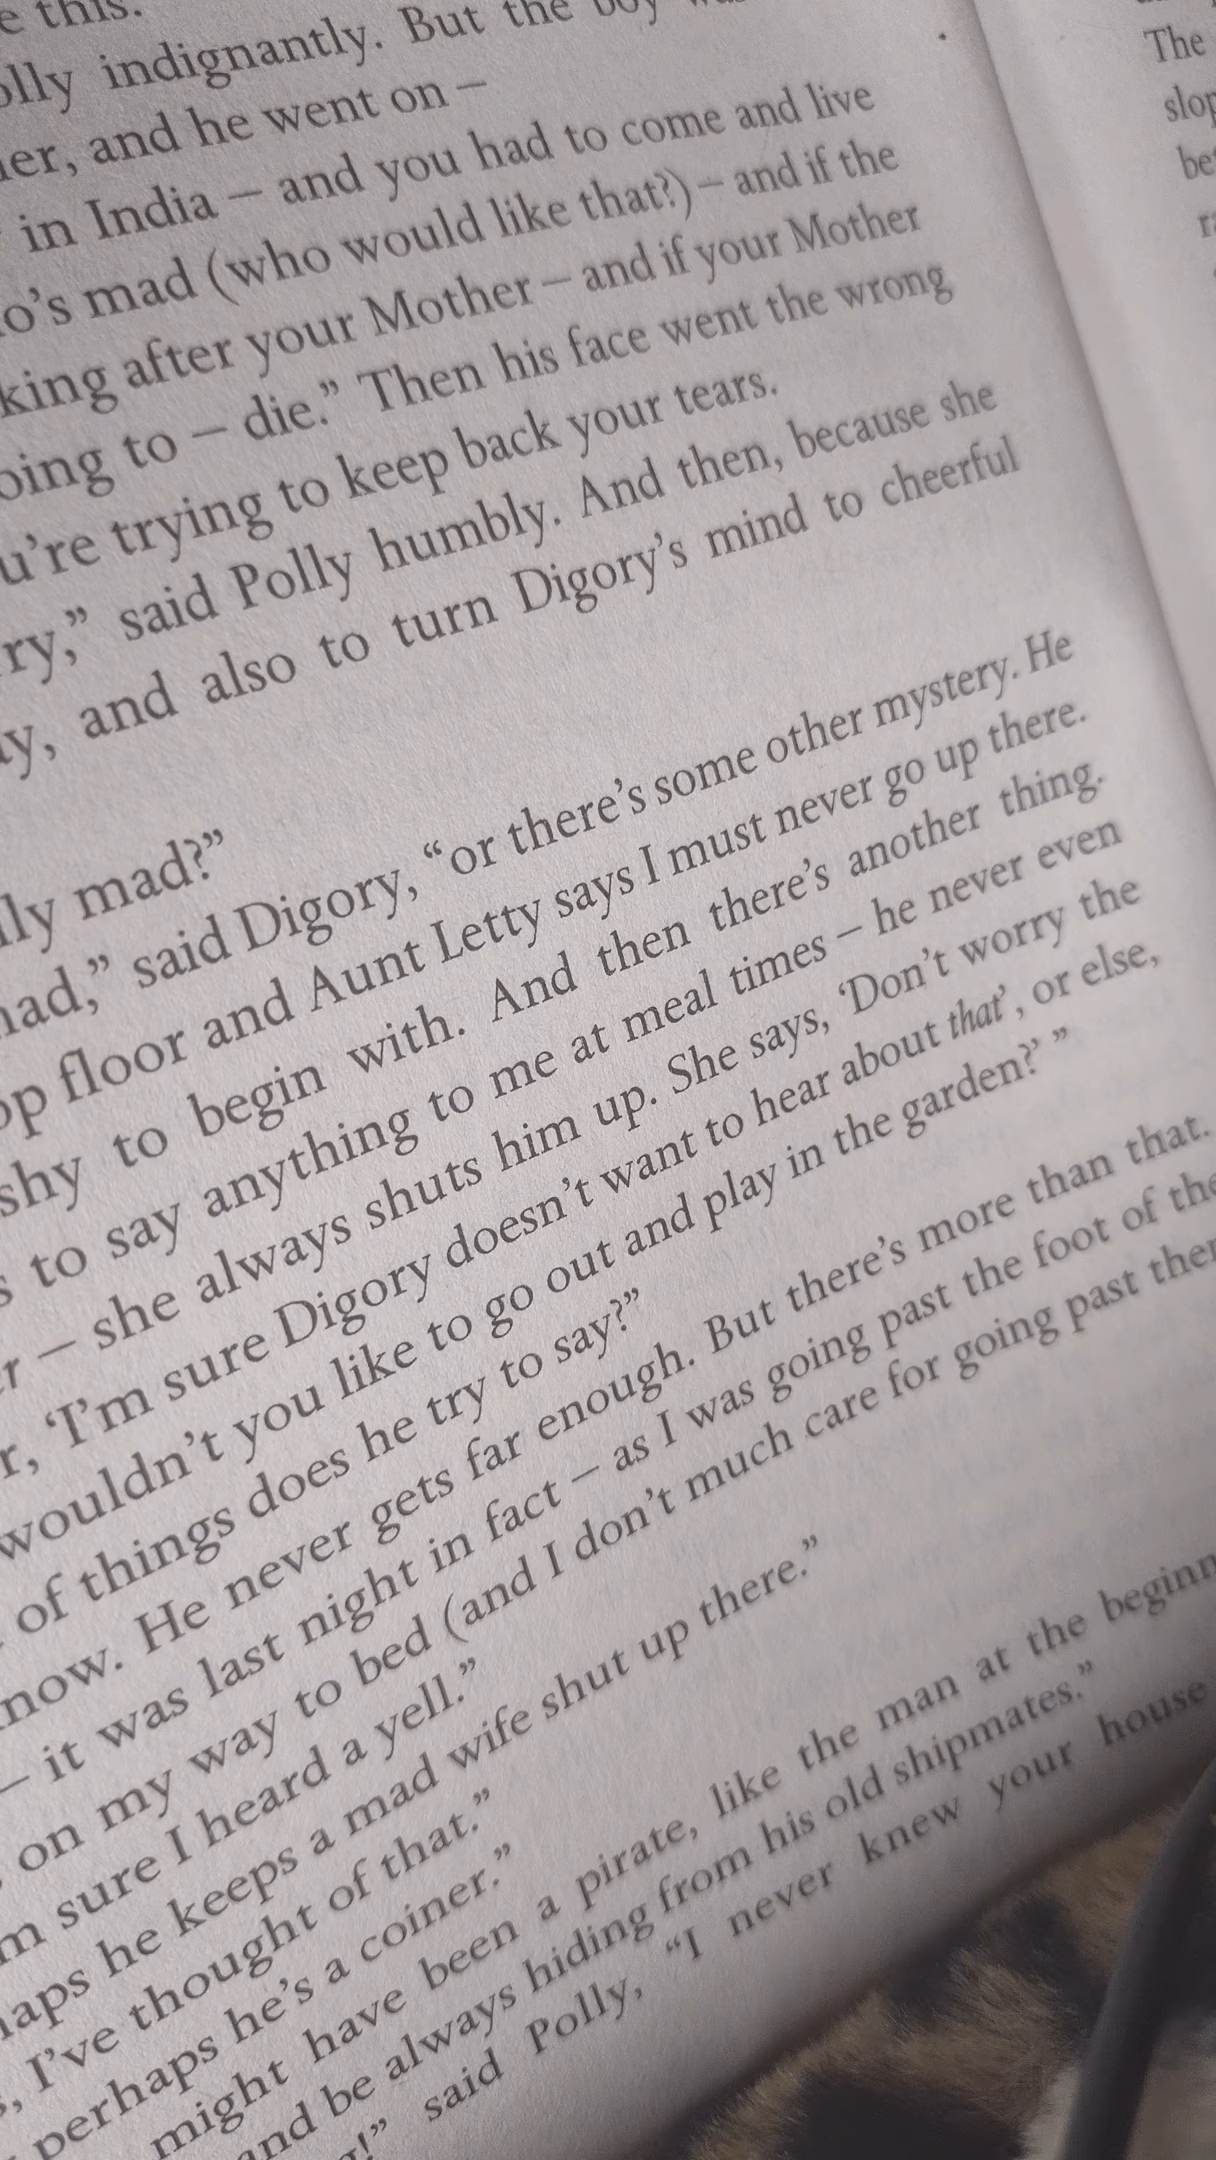 e this.
olly indignantly. But the boy
her, and he went on –
in India – and you had to come and live
o's mad (who would like that?) – and if the
king after your Mother – and if your Mother
oing to – die.” Then his face went the wrong
u're trying to keep back your tears.
ry,” said Polly humbly. And then, because she
ay, and also to turn Digory's mind to cheerful
lly mad?”
nad,” said Digory, “or there's some other mystery. He
op floor and Aunt Letty says I must never go up there.
shy to begin with. And then there's another thing.
s to say anything to me at meal times – he never even
er – she always shuts him up. She says, ‘Don't worry the
r, ‘I'm sure Digory doesn't want to hear about that’, or else,
wouldn't you like to go out and play in the garden?’ ”
of things does he try to say?”
now. He never gets far enough. But there's more than that.
– it was last night in fact – as I was going past the foot of the
on my way to bed (and I don't much care for going past them
m sure I heard a yell.”
haps he keeps a mad wife shut up there.”
, I've thought of that.”
perhaps he's a coiner.”
might have been a pirate, like the man at the beginn
and be always hiding from his old shipmates.”
g!” said Polly, “I never knew your house
The
slop
bet
ra